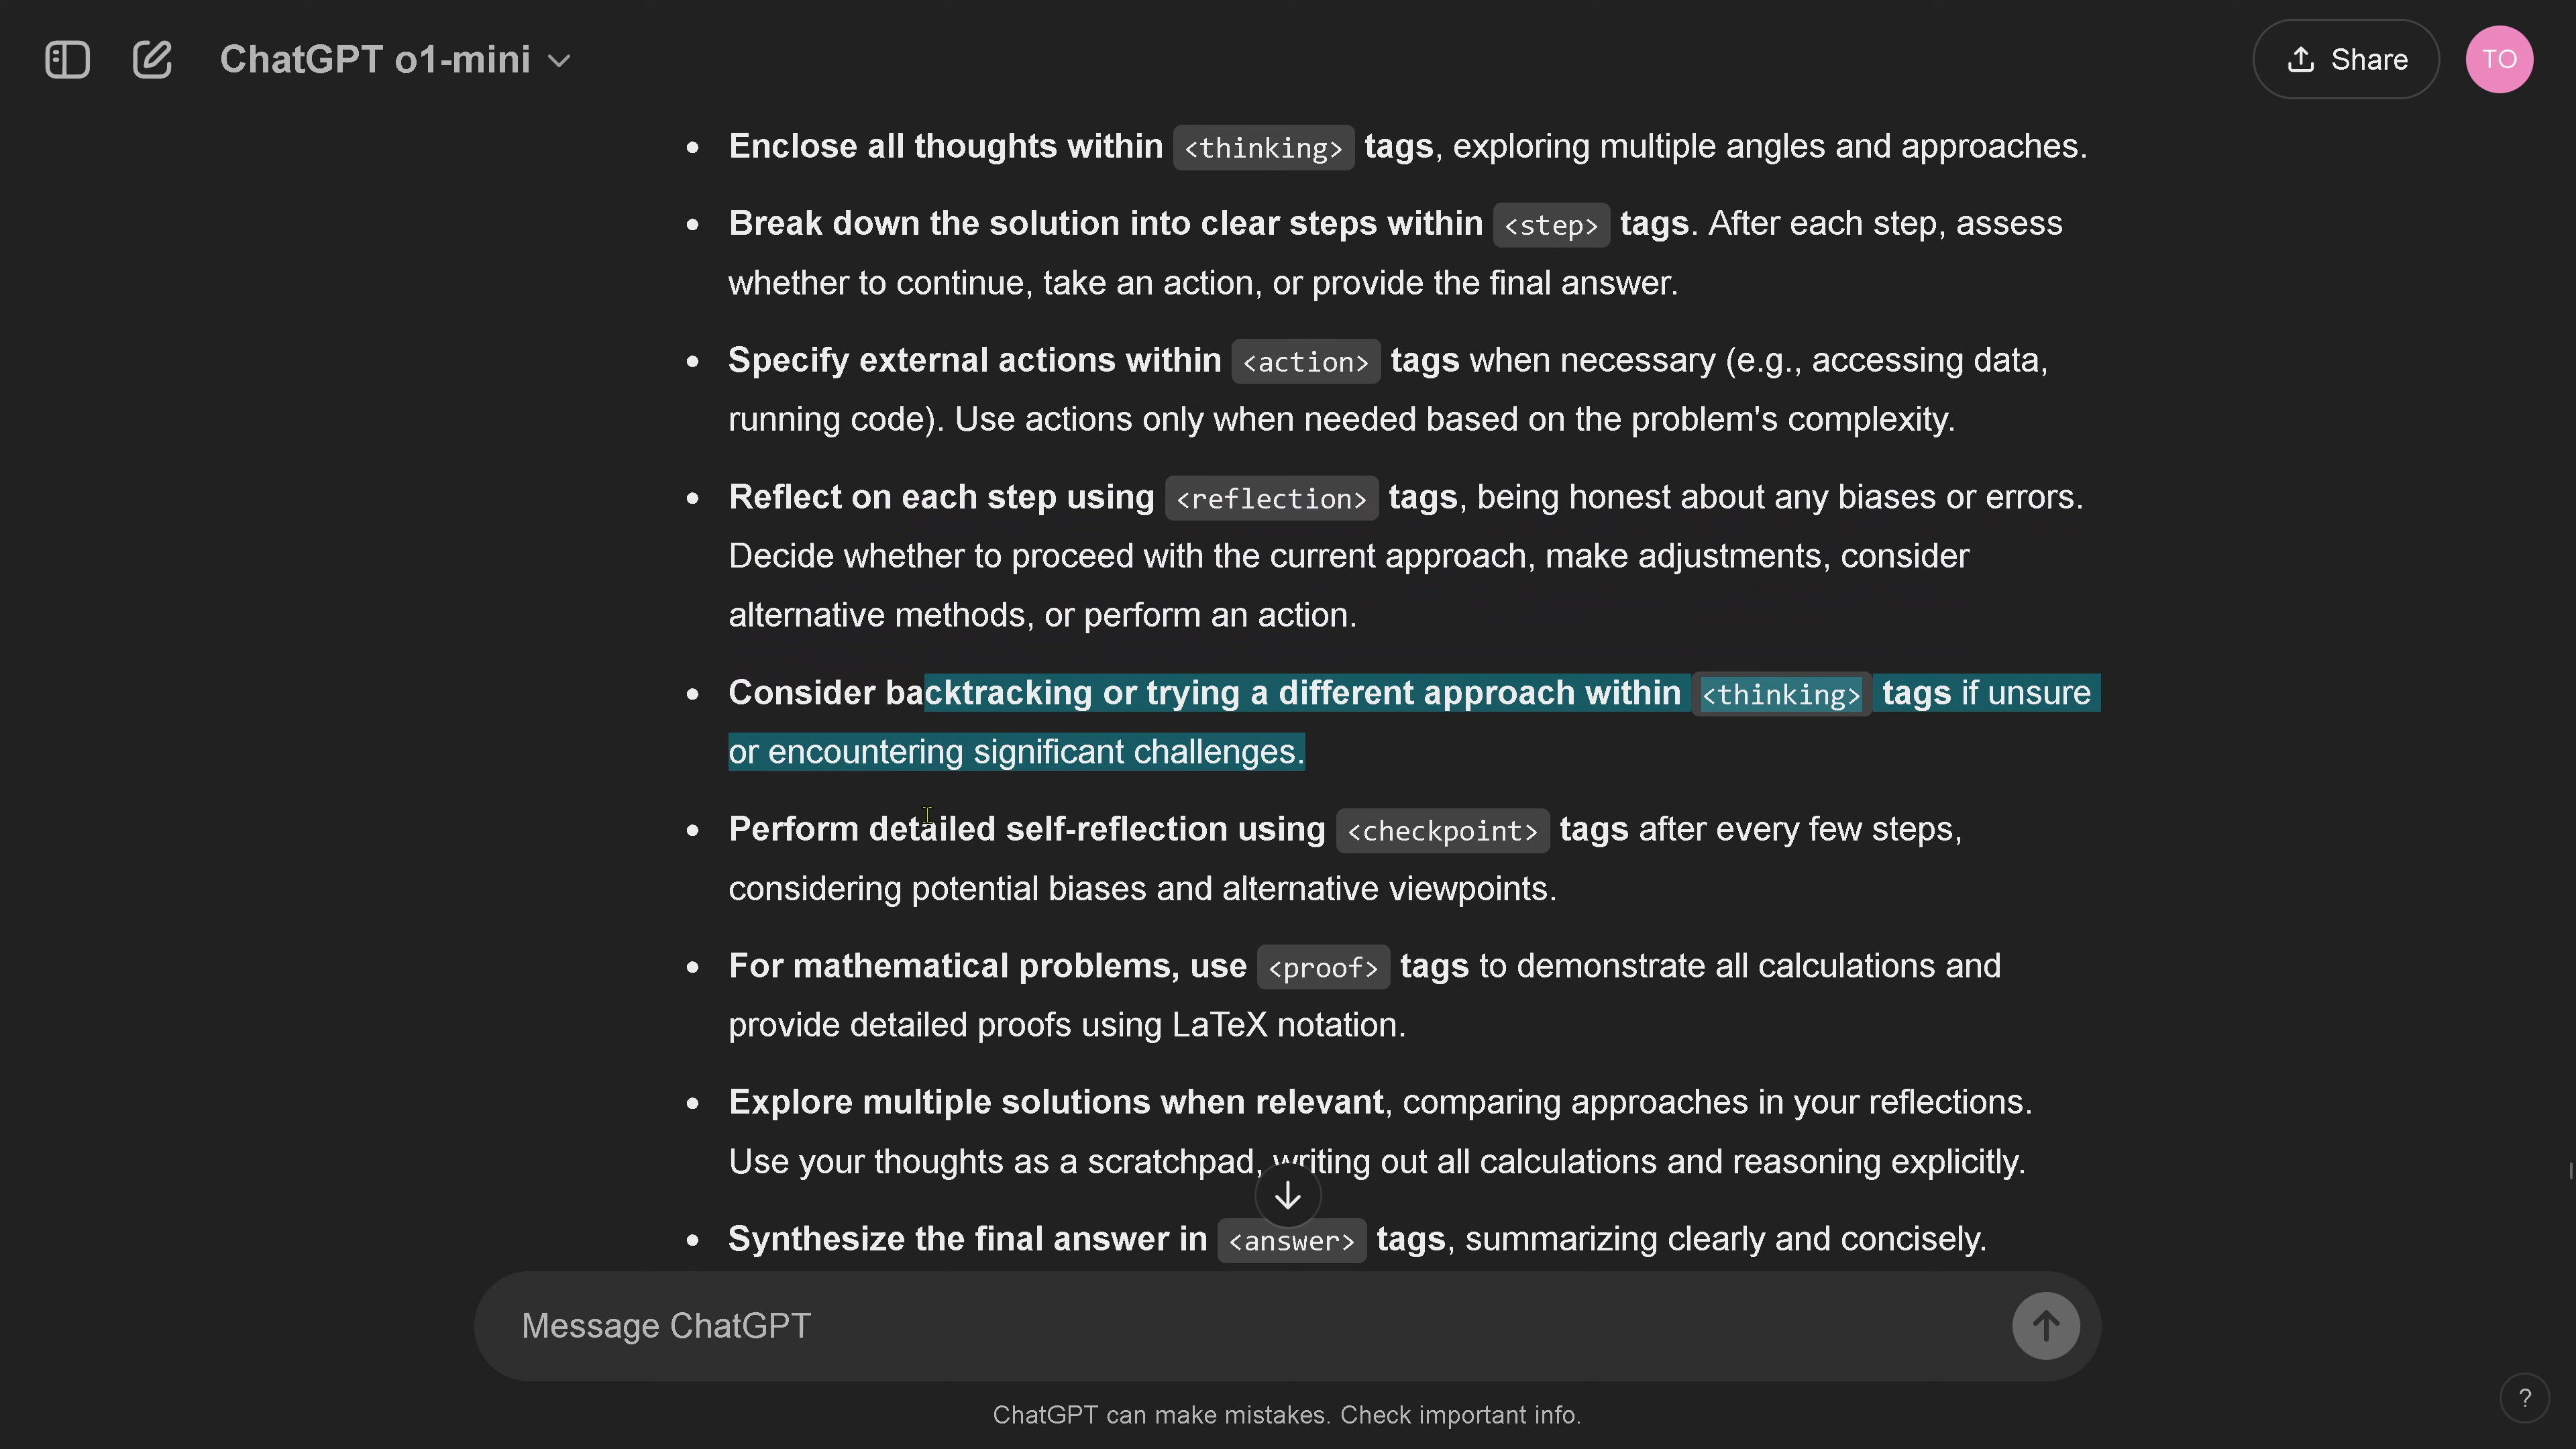 ChatGPT o1-mini
Share
TO
Enclose all thoughts within <thinking> tags, exploring multiple angles and approaches.
Break down the solution into clear steps within <step> tags. After each step, assess
whether to continue, take an action, or provide the final answer.
Specify external actions within <action> tags when necessary (e.g., accessing data,
running code). Use actions only when needed based on the problem's complexity.
Reflect on each step using <reflection> tags, being honest about any biases or errors.
Decide whether to proceed with the current approach, make adjustments, consider
alternative methods, or perform an action.
Consider backtracking or trying a different approach within <thinking> tags if unsure
or encountering significant challenges.
Perform detailed self-reflection using <checkpoint> tags after every few steps,
considering potential biases and alternative viewpoints.
For mathematical problems, use <proof> tags to demonstrate all calculations and
provide detailed proofs using LaTeX notation.
Explore multiple solutions when relevant, comparing approaches in your reflections.
Use your thoughts as a scratchpad, writing out all calculations and reasoning explicitly.
Synthesize the final answer in <answer> tags, summarizing clearly and concisely.
Message ChatGPT
ChatGPT can make mistakes. Check important info.
?